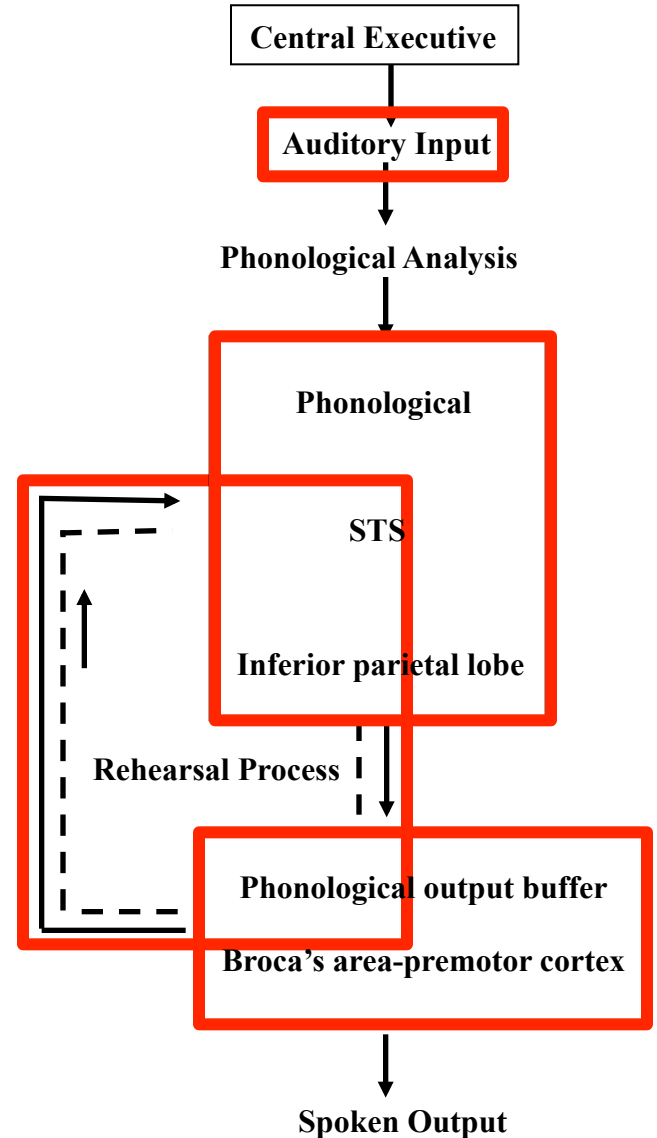 Central Executive
Auditory Input
Phonological Analysis
Phonological
STS
Inferior parietal lobe
Rehearsal Process
Phonological output buffer
Broca’s area-premotor cortex
Spoken Output